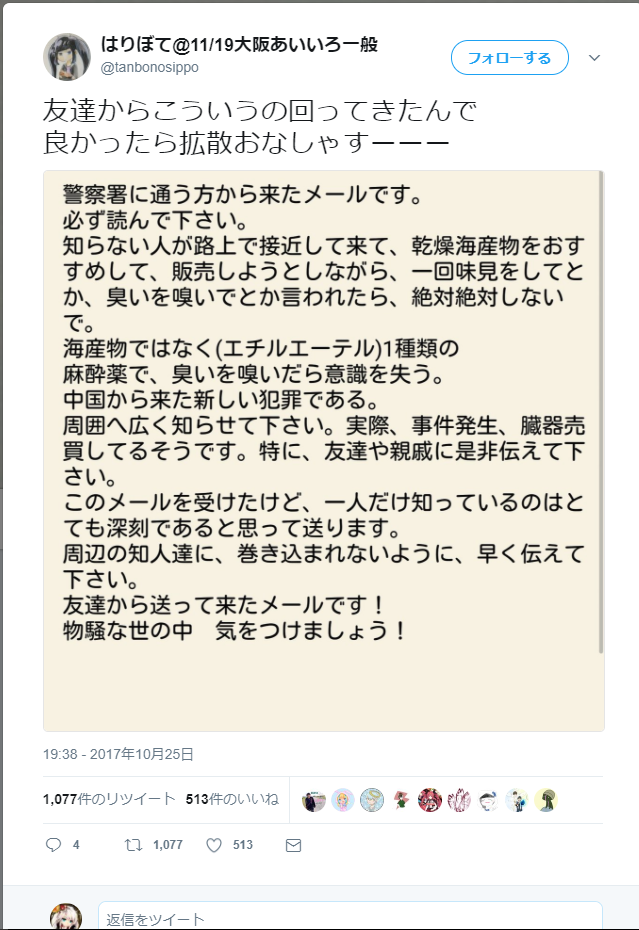 はりぼて@11/19大阪あいいろ一般
@tanbonosippo
フォローする
友達からこういうの回ってきたんで
良かったら拡散おなしゃすーーー
警察署に通う方から来たメールです。
必ず読んで下さい。
知らない人が路上で接近して来て、乾燥海産物をおす
すめして、販売しようとしながら、一回味見をしてと
か、臭いを嗅いでとか言われたら、絶対絶対しない
で。
海産物ではなく(エチルエーテル)1種類の
麻酔薬で、臭いを嗅いだら意識を失う。
中国から来た新しい犯罪である。
周囲へ広く知らせて下さい。実際、事件発生、臓器売
買してるそうです。特に、友達や親戚に是非伝えて下
さい。
このメールを受けたけど、一人だけ知っているのはと
ても深刻であると思って送ります。
周辺の知人達に、巻き込まれないように、早く伝えて
下さい。
友達から送って来たメールです！
物騒な世の中　気をつけましょう！
19:38 - 2017年10月25日
1,077件のリツイート 513件のいいね
4 1,077 513
返信をツイート